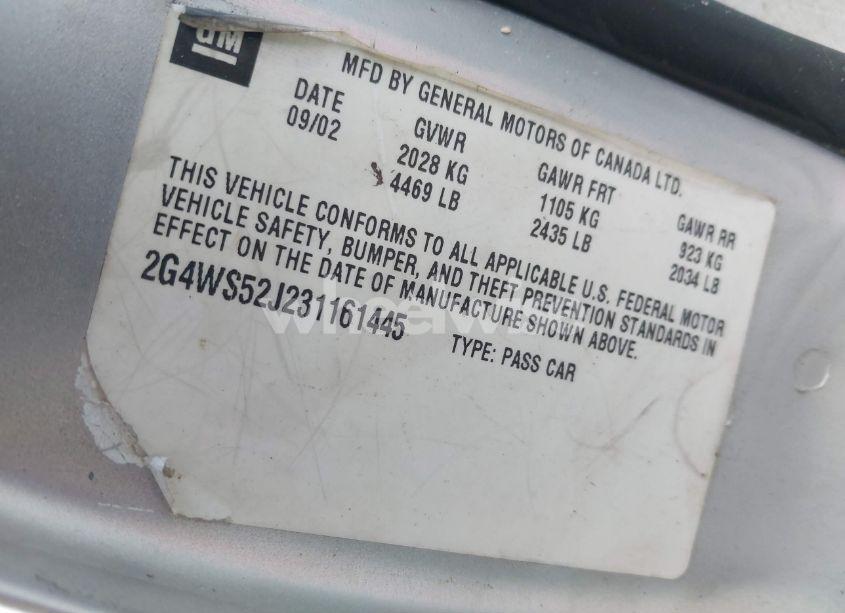 GM
MFD BY GENERAL MOTORS OF CANADA LTD.
DATE GVWR GAWR FRT GAWR RR
09/02 2028 KG 1105 KG 923 KG
4469 LB 2435 LB 2034 LB
THIS VEHICLE CONFORMS TO ALL APPLICABLE U.S. FEDERAL MOTOR
VEHICLE SAFETY, BUMPER, AND THEFT PREVENTION STANDARDS IN
EFFECT ON THE DATE OF MANUFACTURE SHOWN ABOVE.
2G4WS52J231161445 TYPE: PASS CAR